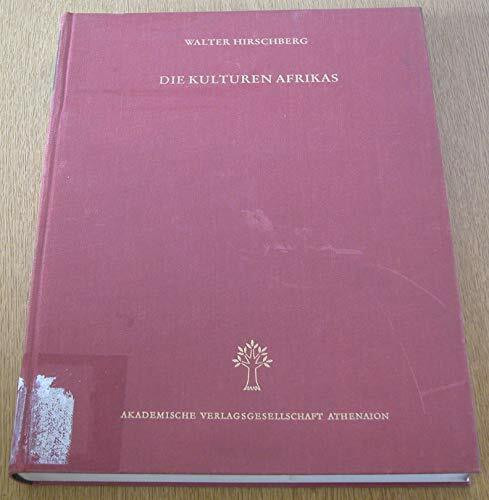 WALTER HIRSCHBERG
DIE KULTUREN AFRIKAS
AKADEMISCHE VERLAGSGESELLSCHAFT ATHENAION